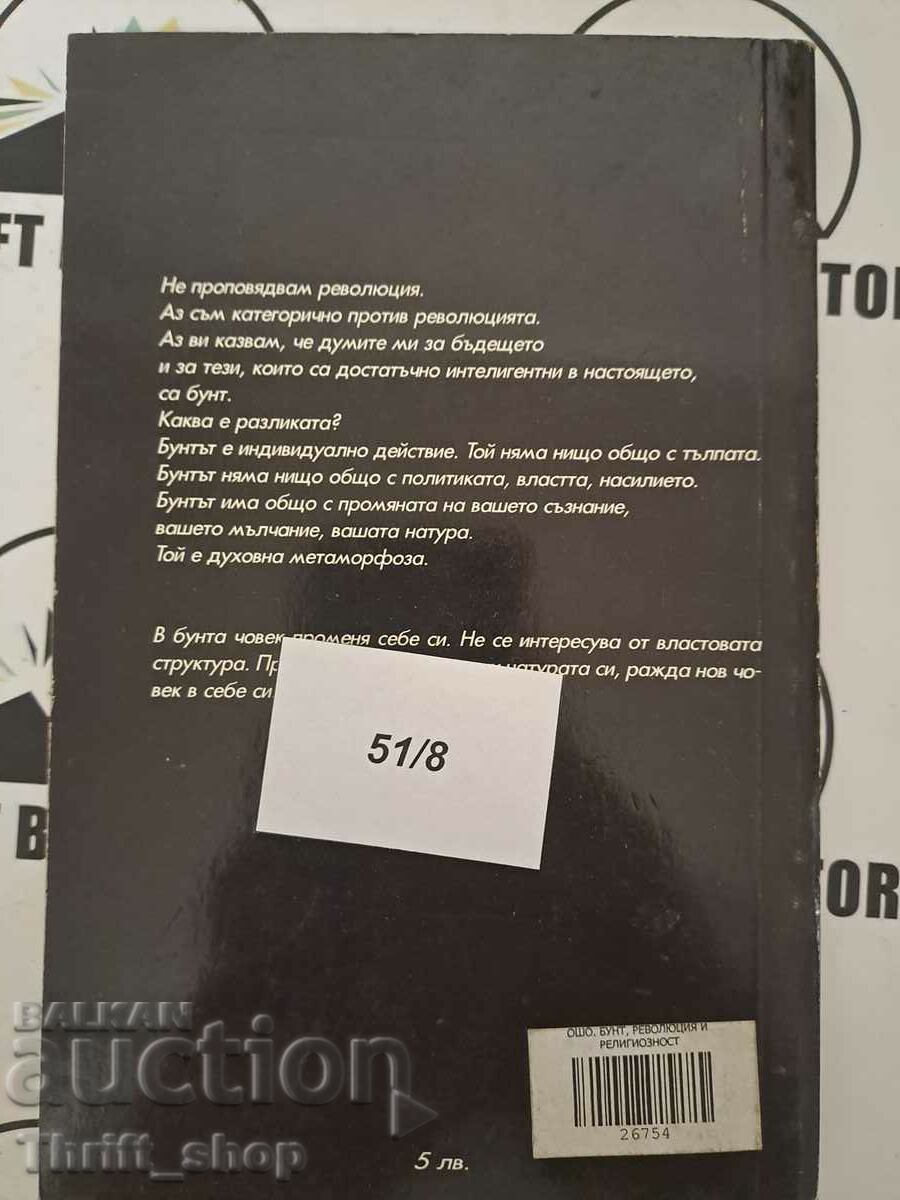 FT
TOR
Не проповядвам революция.
Аз съм категорично против революцията.
Аз ви казвам, че думите ми за бъдещето
и за тези, които са достатъчно интелигентни в настоящето,
са бунт.
Каква е разликата?
Бунтът е индивидуално действие. Той няма нищо общо с тълпата.
Бунтът няма нищо общо с политиката, властта, насилието.
Бунтът има общо с промяната на вашето съзнание,
вашето мълчание, вашата натура.
Той е духовна метаморфоза.
В бунта човек променя себе си. Не се интересува от властовата
структура. натурата си, ражда нов чо-
век в себе си
51/8
B
TOR
BALKAN
auction
Thrift_shop
ОШО, БУНТ, РЕВОЛЮЦИЯ И
РЕЛИГИОЗНОСТ
26754
5 лв.